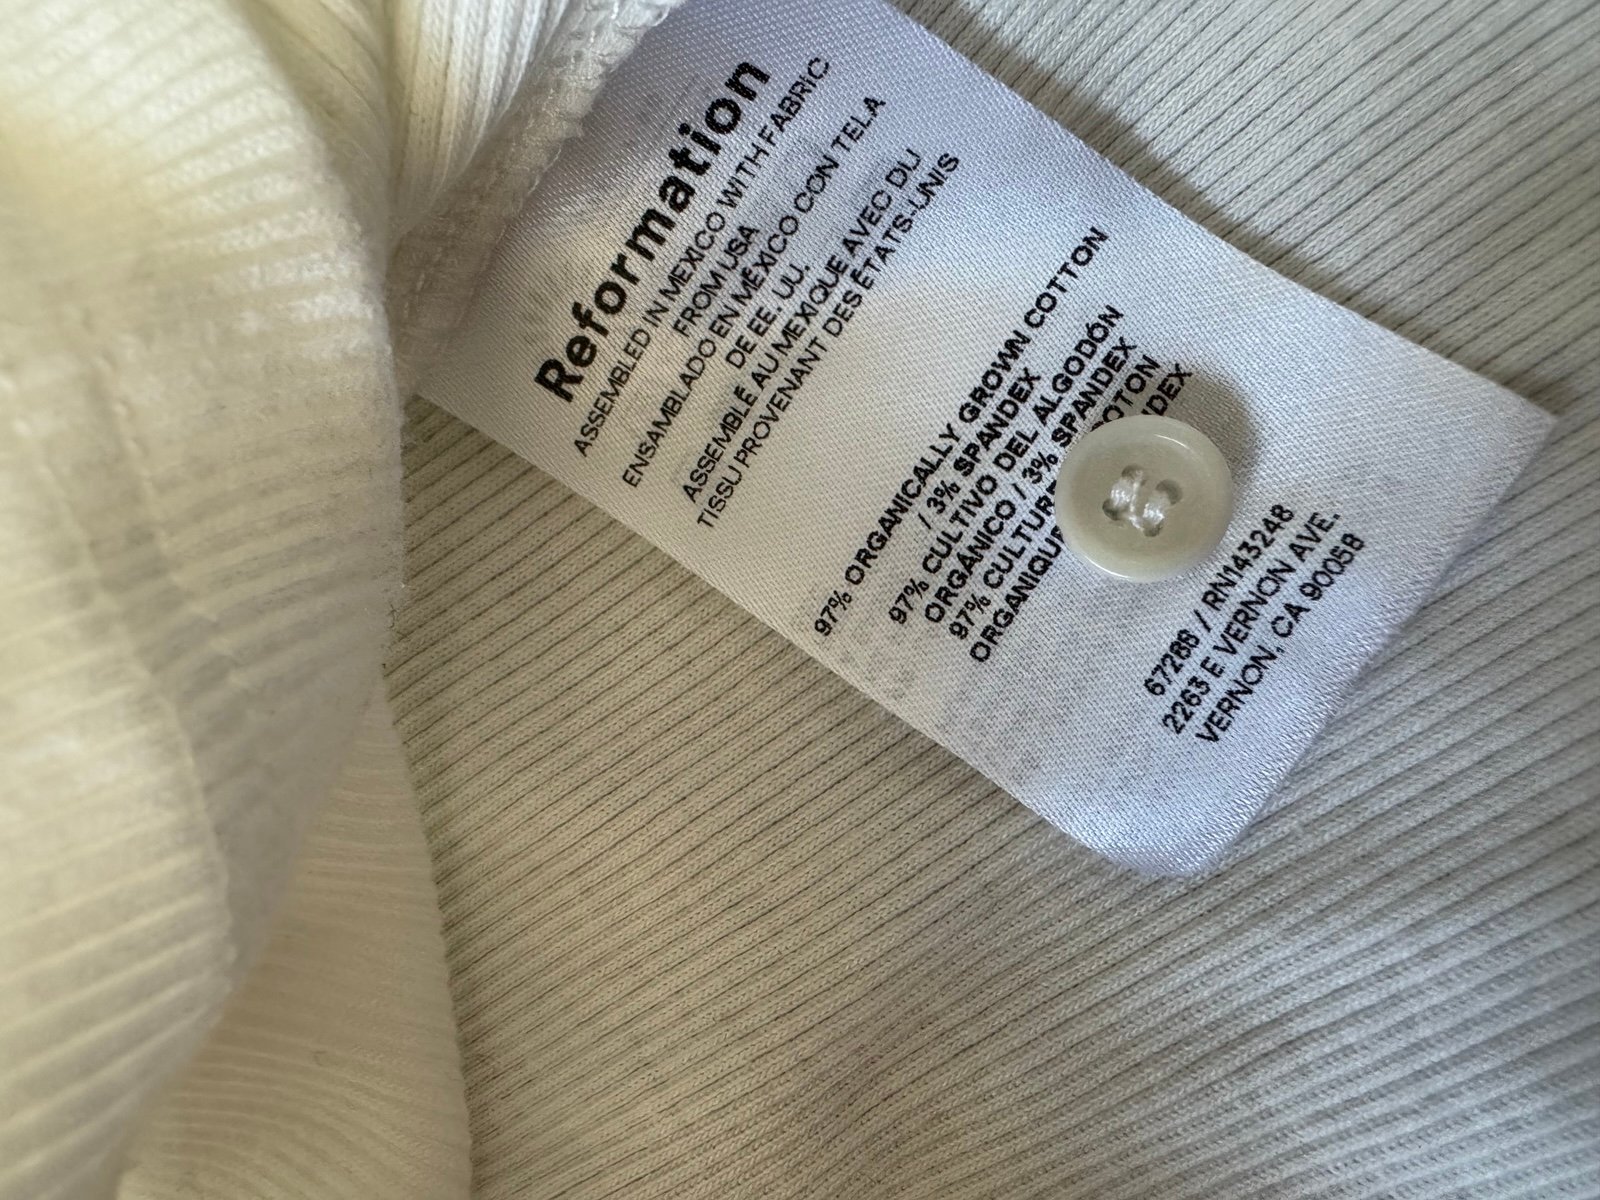 Reformation
ASSEMBLED IN MEXICO WITH FABRIC
FROM USA
ENSAMBLADO EN MÉXICO CON TELA
DE EE. UU.
ASSEMBLÉ AU MEXIQUE AVEC DU
TISSU PROVENANT DES ÉTATS-UNIS
97% ORGANICALLY GROWN COTTON
/ 3% SPANDEX
97% CULTIVO DEL ALGODÓN
ORGÁNICO / 3% SPANDEX
97% CULTURE
ORGANIQUE
67288 / RN143248
2263 E VERNON AVE.
VERNON, CA 90058